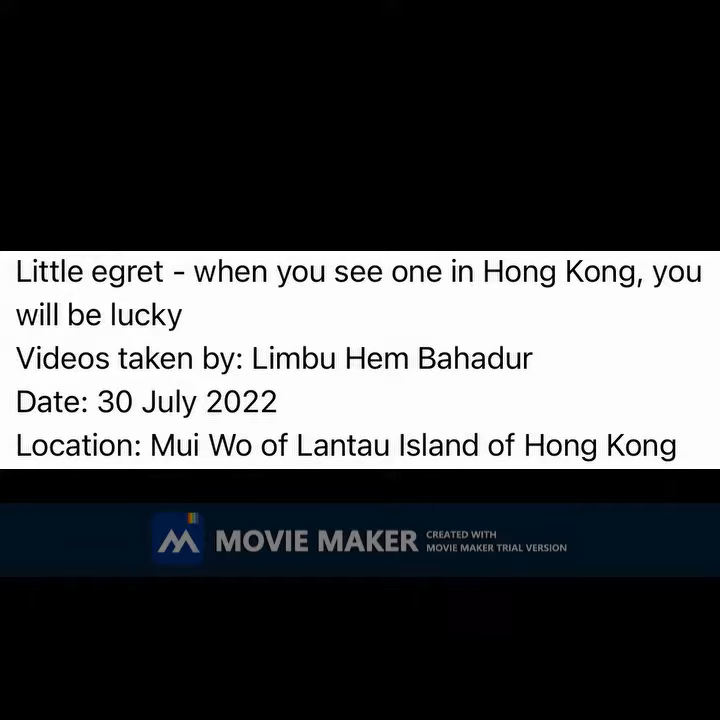 Little egret - when you see one in Hong Kong, you
will be lucky
Videos taken by: Limbu Hem Bahadur
Date: 30 July 2022
Location: Mui Wo of Lantau Island of Hong Kong
MOVIE MAKER
CREATED WITH
MOVIE MAKER TRIAL VERSION